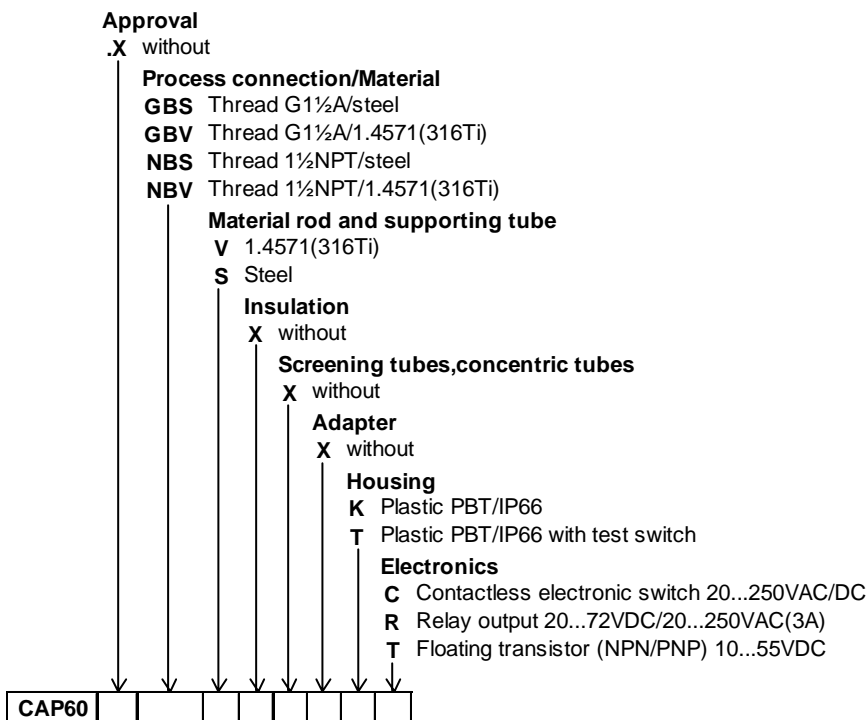 Approval
.X without
Process connection/Material
GBS Thread G1½A/steel
GBV Thread G1½A/1.4571(316Ti)
NBS Thread 1½NPT/steel
NBV Thread 1½NPT/1.4571(316Ti)
Material rod and supporting tube
V 1.4571(316Ti)
S Steel
Insulation
X without
Screening tubes,concentric tubes
X without
Adapter
X without
Housing
K Plastic PBT/IP66
T Plastic PBT/IP66 with test switch
Electronics
C Contactless electronic switch 20...250VAC/DC
R Relay output 20...72VDC/20...250VAC(3A)
T Floating transistor (NPN/PNP) 10...55VDC
CAP60